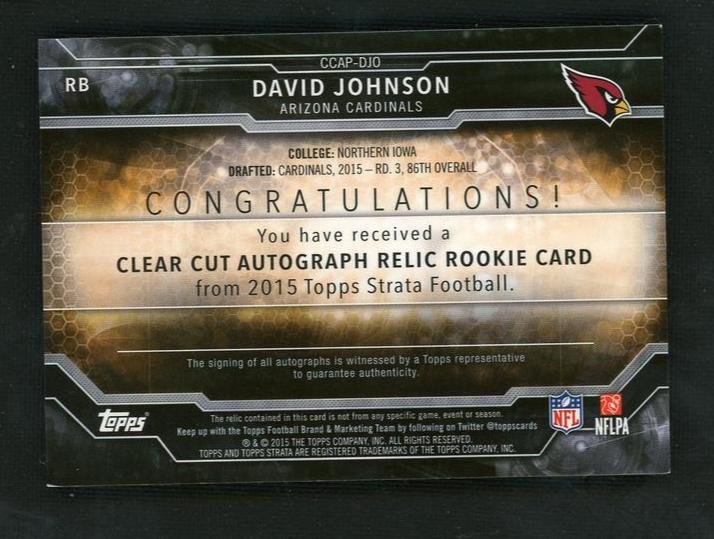 CCAP-DJO
RB
DAVID JOHNSON
ARIZONA CARDINALS
COLLEGE: NORTHERN IOWA
DRAFTED: CARDINALS, 2015 – RD. 3, 86TH OVERALL
CONGRATULATIONS!
You have received a
CLEAR CUT AUTOGRAPH RELIC ROOKIE CARD
from 2015 Topps Strata Football.
The signing of all autographs is witnessed by a Topps representative
to guarantee authenticity.
Topps®
The relic contained in this card is not from any specific game, event or season.
Keep up with the Topps Football Brand & Marketing Team by following on Twitter @toppscards
® & © 2015 THE TOPPS COMPANY, INC. ALL RIGHTS RESERVED.
TOPPS AND TOPPS STRATA ARE REGISTERED TRADEMARKS OF THE TOPPS COMPANY, INC.
NFL
NFLPA